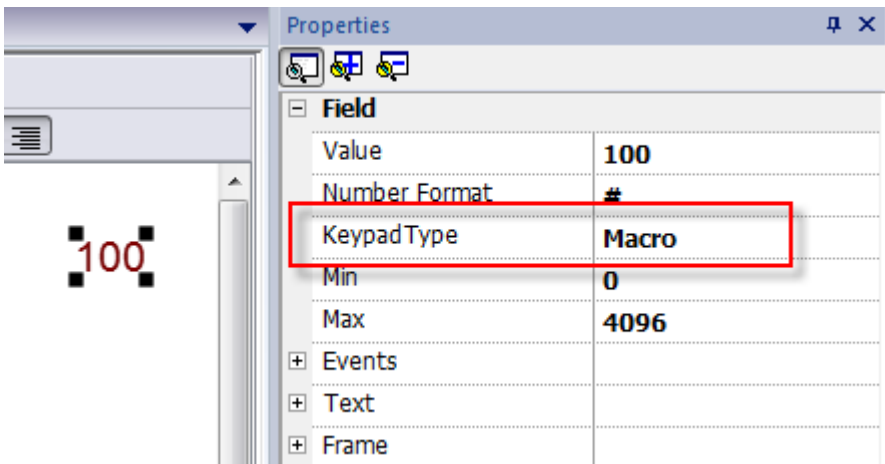 Properties
Field
Value 100
Number Format #
KeypadType Macro
100
Min 0
Max 4096
Events
Text
Frame